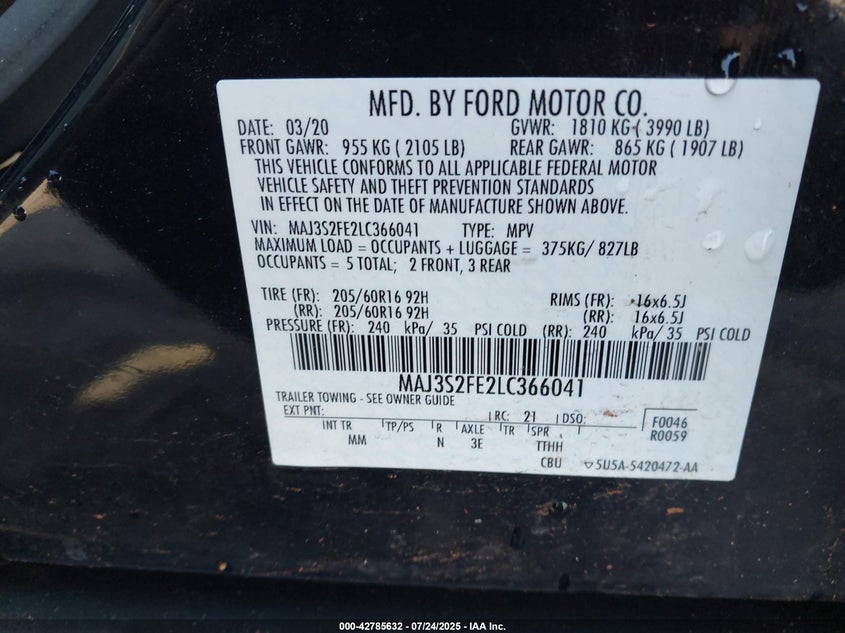 MFD. BY FORD MOTOR CO.
DATE: 03/20 GVWR: 1810 KG ( 3990 LB)
FRONT GAWR: 955 KG ( 2105 LB) REAR GAWR: 865 KG ( 1907 LB)
THIS VEHICLE CONFORMS TO ALL APPLICABLE FEDERAL MOTOR
VEHICLE SAFETY AND THEFT PREVENTION STANDARDS
IN EFFECT ON THE DATE OF MANUFACTURE SHOWN ABOVE.
VIN: MAJ3S2FE2LC366041 TYPE: MPV
MAXIMUM LOAD = OCCUPANTS + LUGGAGE = 375KG/ 827LB
OCCUPANTS = 5 TOTAL; 2 FRONT, 3 REAR
TIRE (FR): 205/60R16 92H RIMS (FR): 16x6.5J
(RR): 205/60R16 92H (RR): 16x6.5J
PRESSURE (FR): 240 kPa/ 35 PSI COLD (RR): 240 kPa/ 35 PSI COLD
MAJ3S2FE2LC366041
TRAILER TOWING - SEE OWNER GUIDE
EXT PNT: RC: 21 DSO: F0046
INT TR TP/PS R AXLE TR SPR R0059
MM N 3E TTHH
CBU 5U5A-5420472-AA
000-42785632 / 07/24/2025 - IAA Inc.